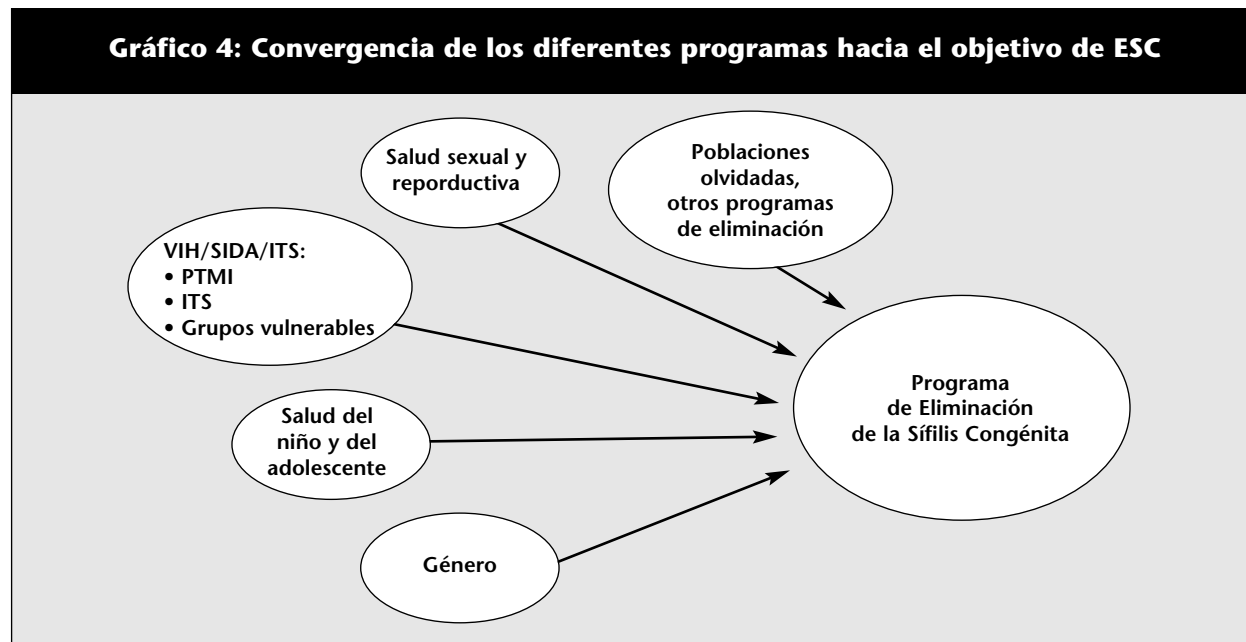 Gráfico 4: Convergencia de los diferentes programas hacia el objetivo de ESC
Salud sexual y
reporductiva
Poblaciones
olvidadas,
otros programas
de eliminación
VIH/SIDA/ITS:
• PTMI
• ITS
• Grupos vulnerables
Programa
de Eliminación
de la Sífilis Congénita
Salud del
niño y del
adolescente
Género